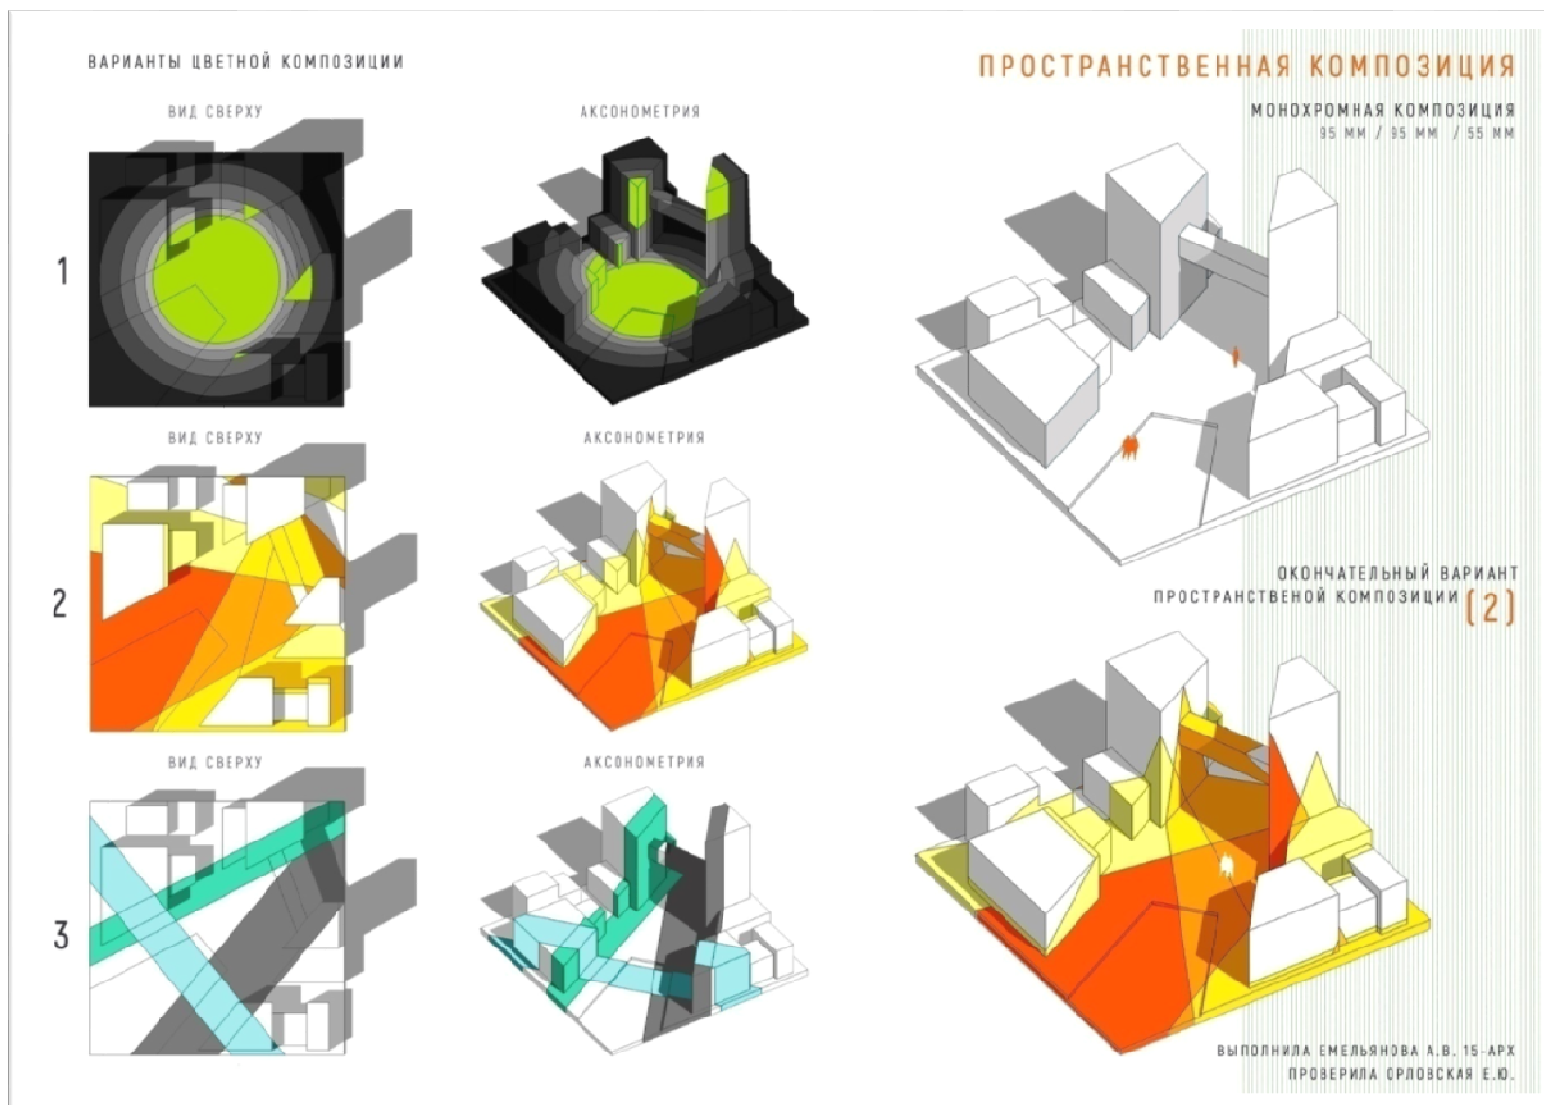 ВАРИАНТЫ ЦВЕТНОЙ КОМПОЗИЦИИ
ВИД СВЕРХУ
АКСОНОМЕТРИЯ
1
ВИД СВЕРХУ
АКСОНОМЕТРИЯ
2
ВИД СВЕРХУ
АКСОНОМЕТРИЯ
3
ПРОСТРАНСТВЕННАЯ КОМПОЗИЦИЯ
МОНОХРОМНАЯ КОМПОЗИЦИЯ
95 ММ / 95 ММ / 55 ММ
ОКОНЧАТЕЛЬНЫЙ ВАРИАНТ
ПРОСТРАНСТВЕНОЙ КОМПОЗИЦИИ (2)
ВЫПОЛНИЛА ЕМЕЛЬЯНОВА А.В. 15-АРХ
ПРОВЕРИЛА ОРЛОВСКАЯ Е.Ю.